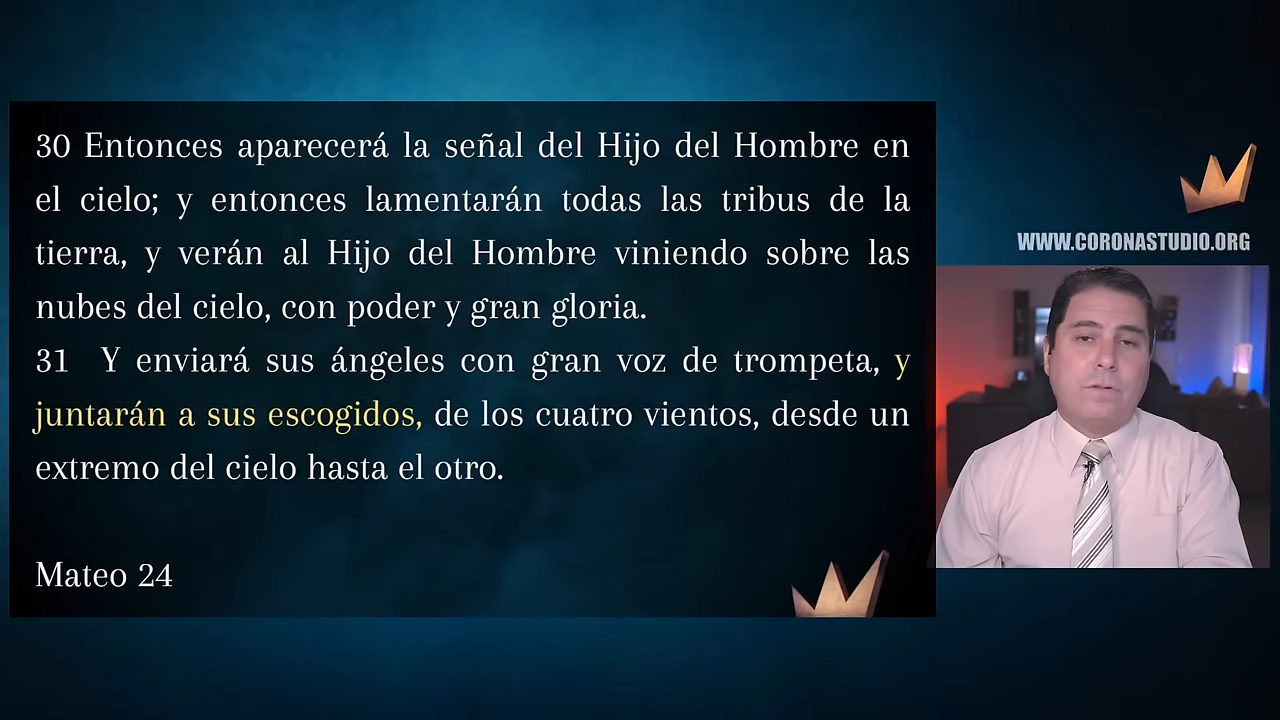 30 Entonces aparecerá la señal del Hijo del Hombre en
el cielo; y entonces lamentarán todas las tribus de la
tierra, y verán al Hijo del Hombre viniendo sobre las
nubes del cielo, con poder y gran gloria.
31 Y enviará sus ángeles con gran voz de trompeta, y
juntarán a sus escogidos, de los cuatro vientos, desde un
extremo del cielo hasta el otro.
Mateo 24
WWW.CORONASTUDIO.ORG